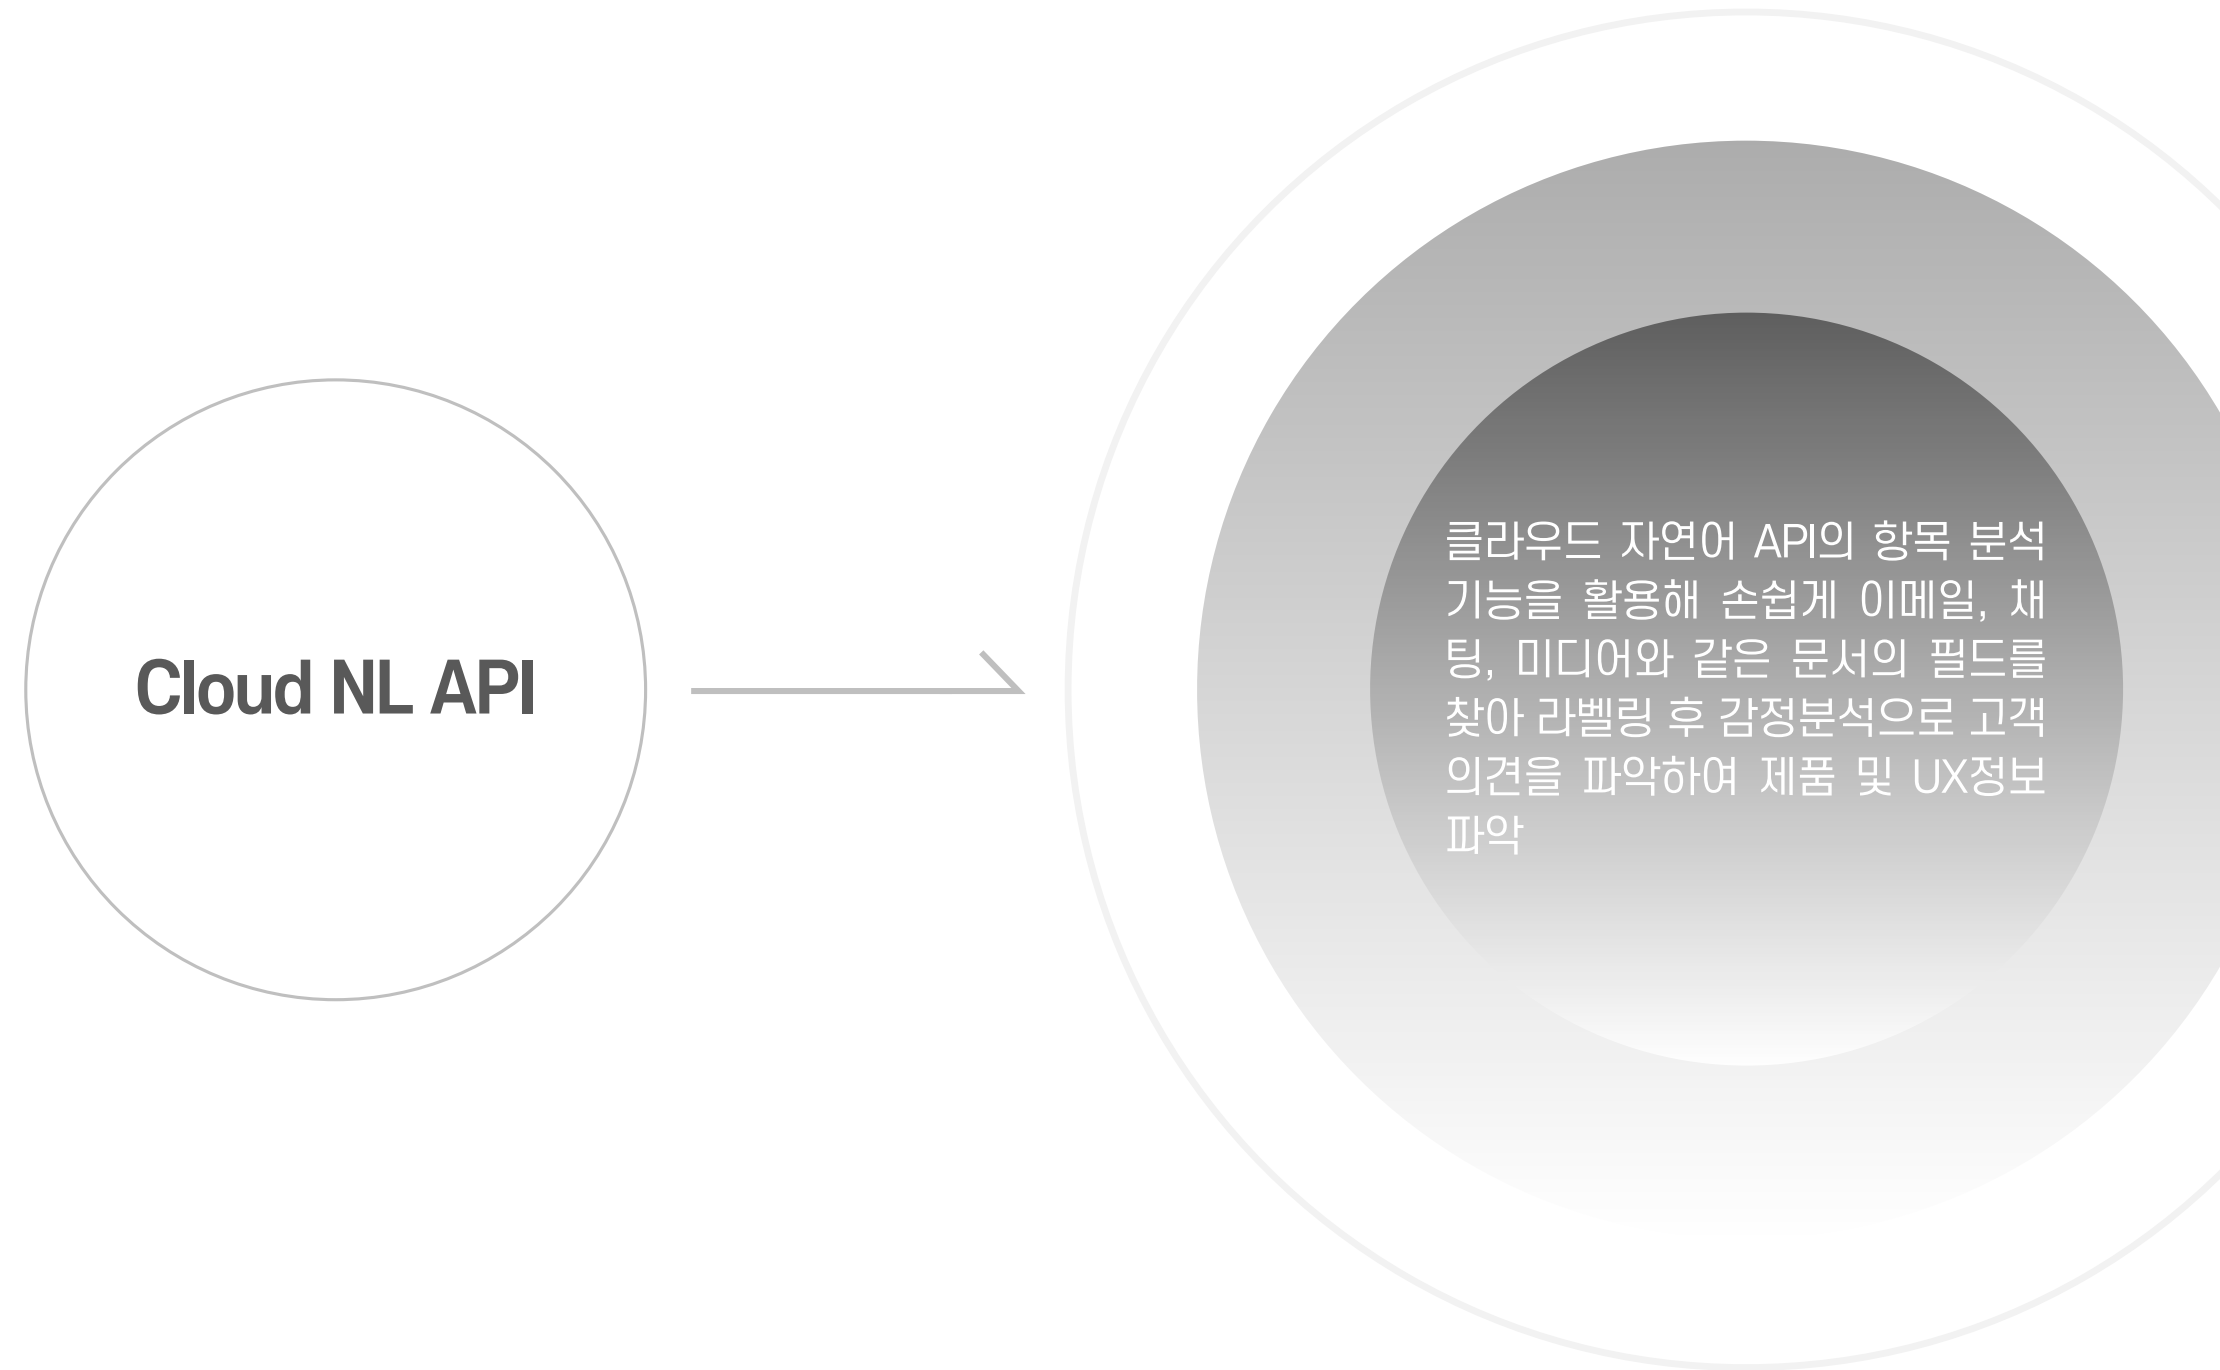 Cloud NL API
클라우드 자연어 API의 항목 분석
기능을 활용해 손쉽게 이메일, 채
팅, 미디어와 같은 문서의 필드를
찾아 라벨링 후 감정분석으로 고객
의견을 파악하여 제품 및 UX정보
파악